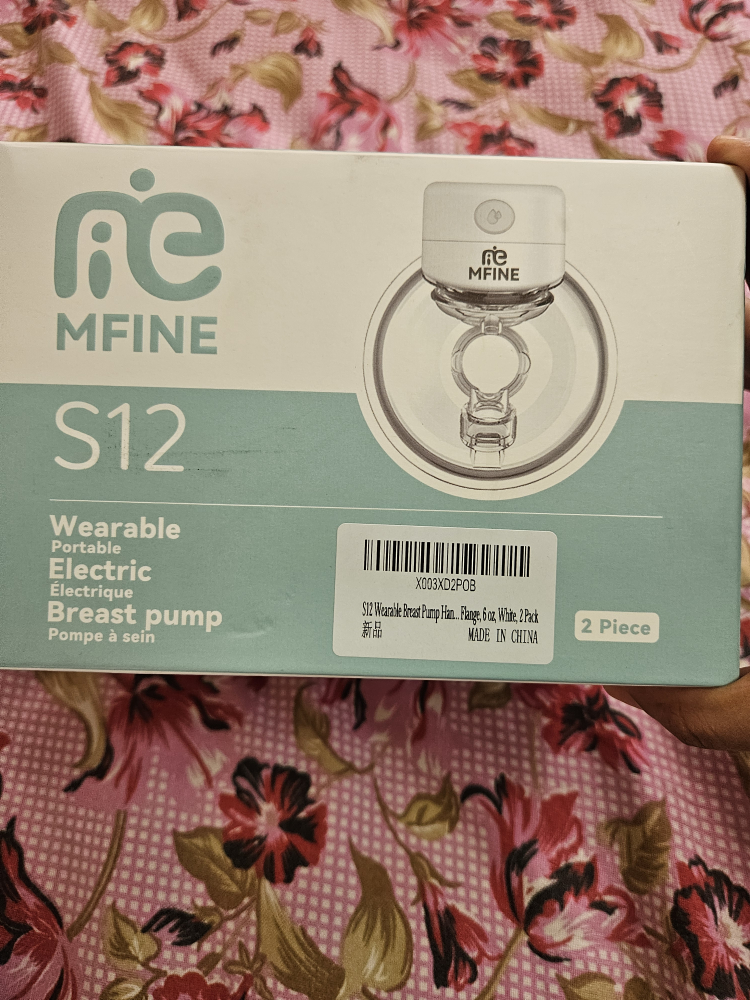 MFINE
MFINE
S12
Wearable
Portable
Electric
Électrique
Breast pump
Pompe à sein
X003XD2POB
S12 Wearable Breast Pump Han... Flange, 6 oz, White, 2 Pack
新品 MADE IN CHINA
2 Piece